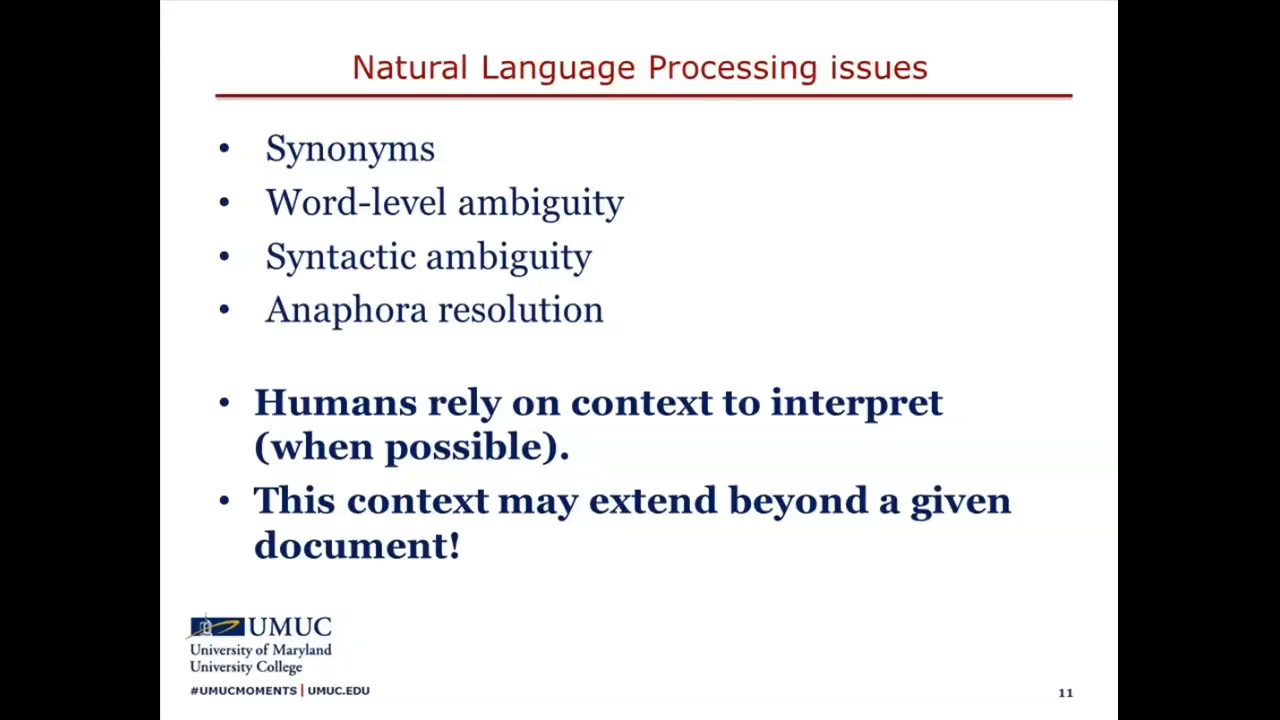 Natural Language Processing issues
• Synonyms
• Word-level ambiguity
• Syntactic ambiguity
• Anaphora resolution
• Humans rely on context to interpret
(when possible).
• This context may extend beyond a given
document!
UMUC
University of Maryland
University College
#UMUCMOMENTS | UMUC.EDU
11